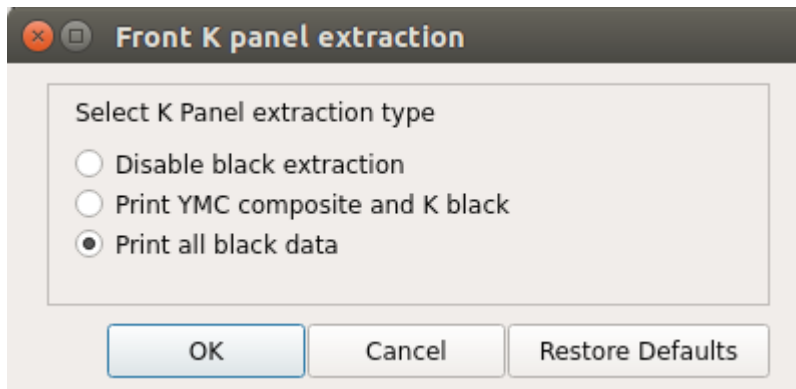 Front K panel extraction
Select K Panel extraction type
Disable black extraction
Print YMC composite and K black
Print all black data
OK Cancel Restore Defaults